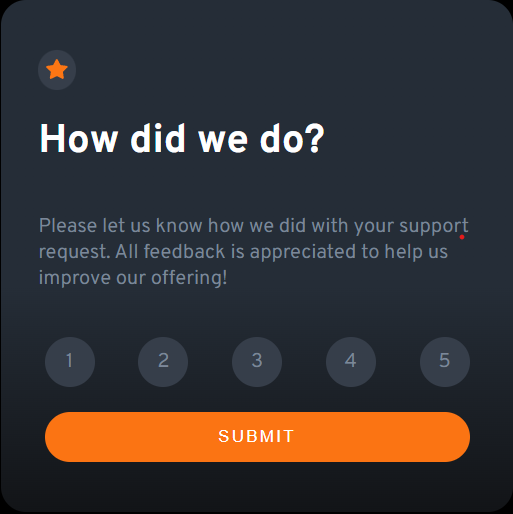 How did we do?
Please let us know how we did with your support
request. All feedback is appreciated to help us
improve our offering!
1 2 3 4 5
SUBMIT